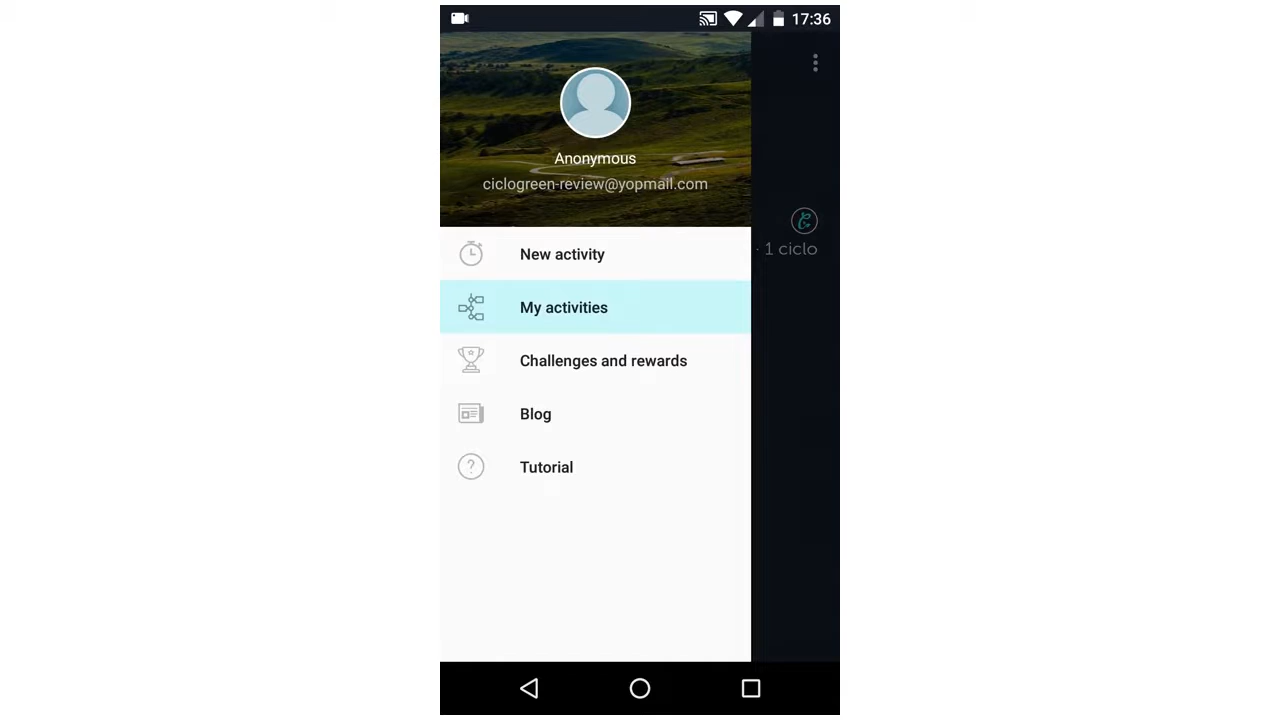 17:36
Anonymous
ciclogreen-review@yopmail.com
· 1 ciclo
New activity
My activities
Challenges and rewards
Blog
Tutorial